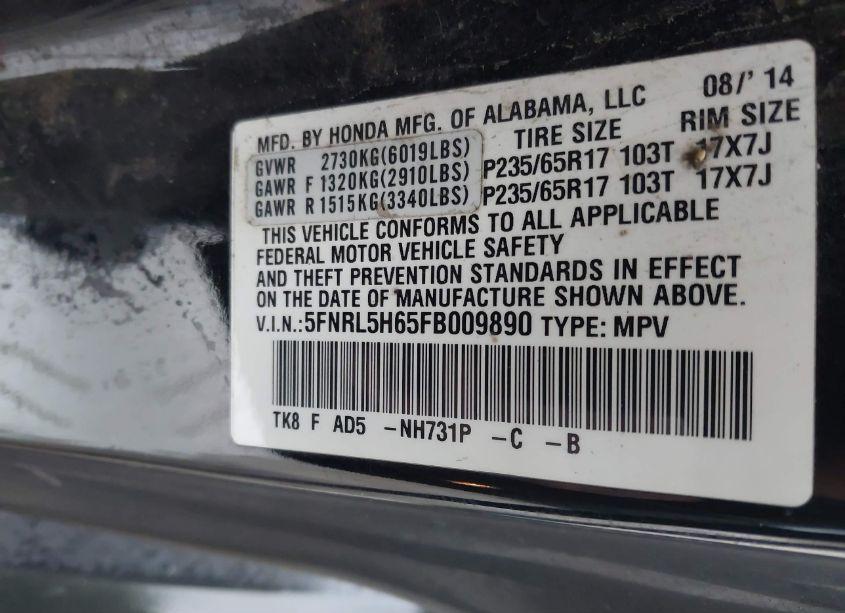 MFD. BY HONDA MFG. OF ALABAMA, LLC 08/' 14
TIRE SIZE RIM SIZE
GVWR 2730KG(6019LBS)
GAWR F 1320KG(2910LBS) P235/65R17 103T 17X7J
GAWR R 1515KG(3340LBS) P235/65R17 103T 17X7J
THIS VEHICLE CONFORMS TO ALL APPLICABLE
FEDERAL MOTOR VEHICLE SAFETY
AND THEFT PREVENTION STANDARDS IN EFFECT
ON THE DATE OF MANUFACTURE SHOWN ABOVE.
V.I.N.: 5FNRL5H65FB009890 TYPE: MPV
TK8 F AD5 -NH731P -C -B